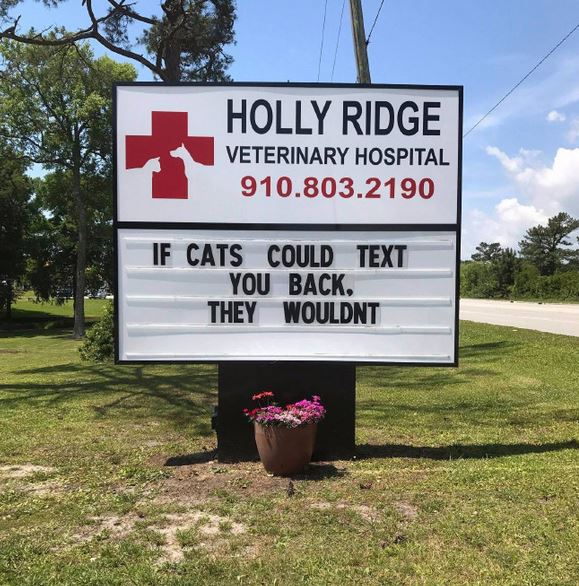 HOLLY RIDGE
VETERINARY HOSPITAL
910.803.2190
IF CATS COULD TEXT
YOU BACK,
THEY WOULDNT